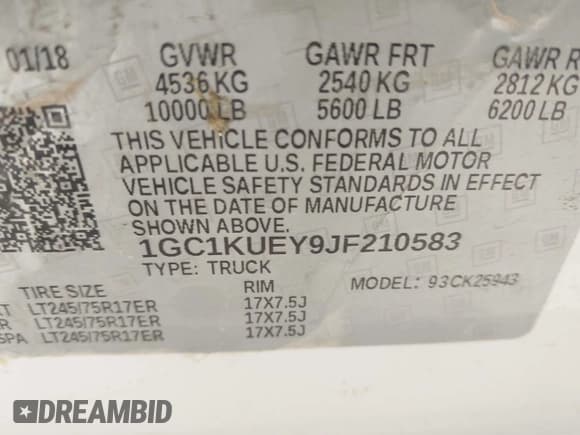 01/18 GVWR GAWR FRT GAWR R
4536 KG 2540 KG 2812 KG
10000 LB 5600 LB 6200 LB
THIS VEHICLE CONFORMS TO ALL
APPLICABLE U.S. FEDERAL MOTOR
VEHICLE SAFETY STANDARDS IN EFFECT
ON THE DATE OF MANUFACTURE
SHOWN ABOVE.
1GC1KUEY9JF210583
TYPE: TRUCK MODEL: 93CK25943
TIRE SIZE RIM
T LT245/75R17ER 17X7.5J
R LT245/75R17ER 17X7.5J
SPA LT245/75R17ER 17X7.5J
DREAMBID